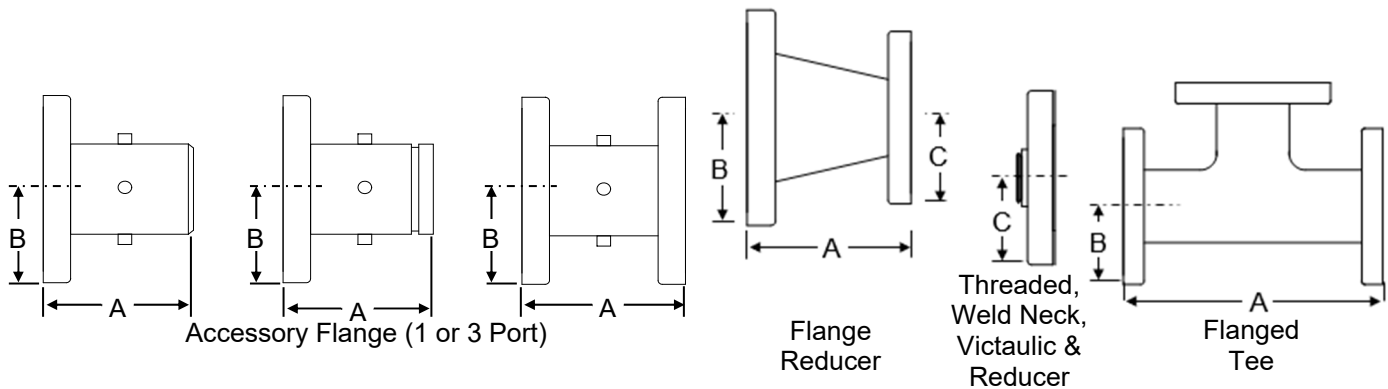 B
A
B
A
B
A
Accessory Flange (1 or 3 Port)
B
C
A
Flange
Reducer
C
Threaded,
Weld Neck,
Victaulic &
Reducer
B
A
Flanged
Tee